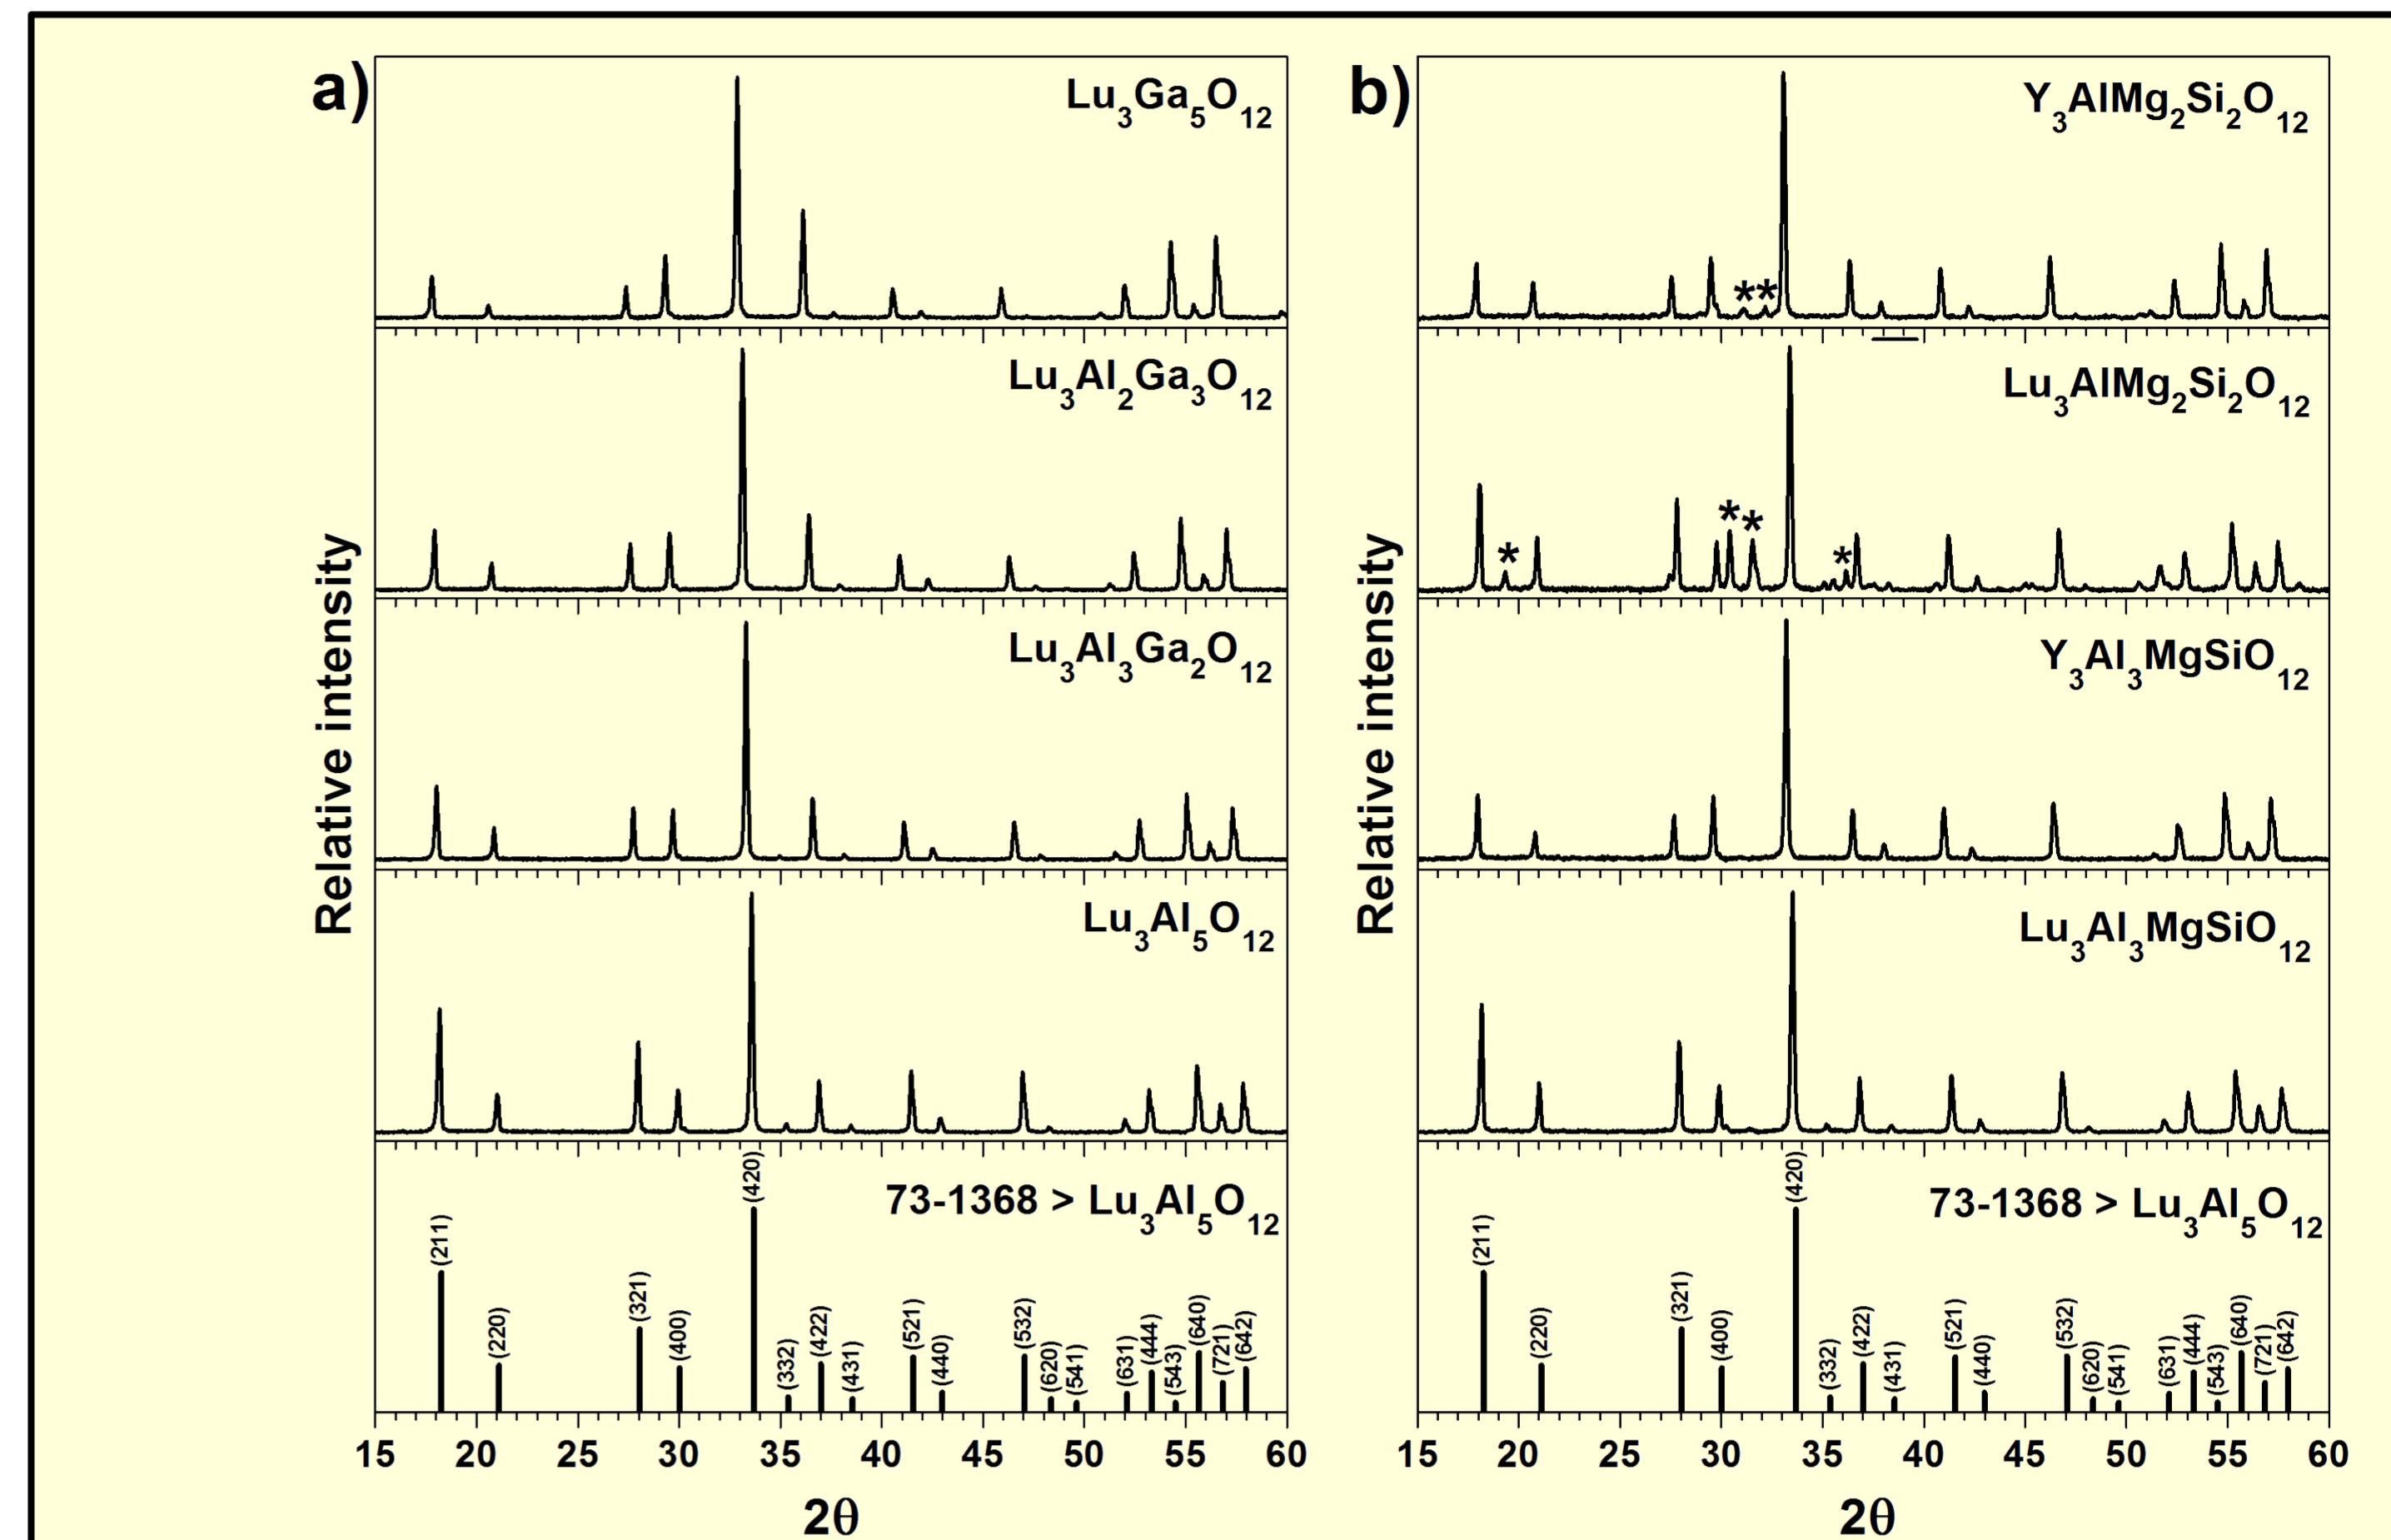 a)
Relative intensity
Lu3Ga5O12
Lu3Al2Ga3O12
Lu3Al3Ga2O12
Lu3Al5O12
73-1368 > Lu3Al5O12
(211) (220) (321) (400) (420) (332) (422) (431) (521) (440) (532) (620) (541) (631) (444) (543) (640) (721) (642)
15 20 25 30 35 40 45 50 55 60
2θ
b)
Relative intensity
Y3AlMg2Si2O12
* *
Lu3AlMg2Si2O12
* * * *
Y3Al3MgSiO12
Lu3Al3MgSiO12
73-1368 > Lu3Al5O12
(211) (220) (321) (400) (420) (332) (422) (431) (521) (440) (532) (620) (541) (631) (444) (543) (640) (721) (642)
15 20 25 30 35 40 45 50 55 60
2θ